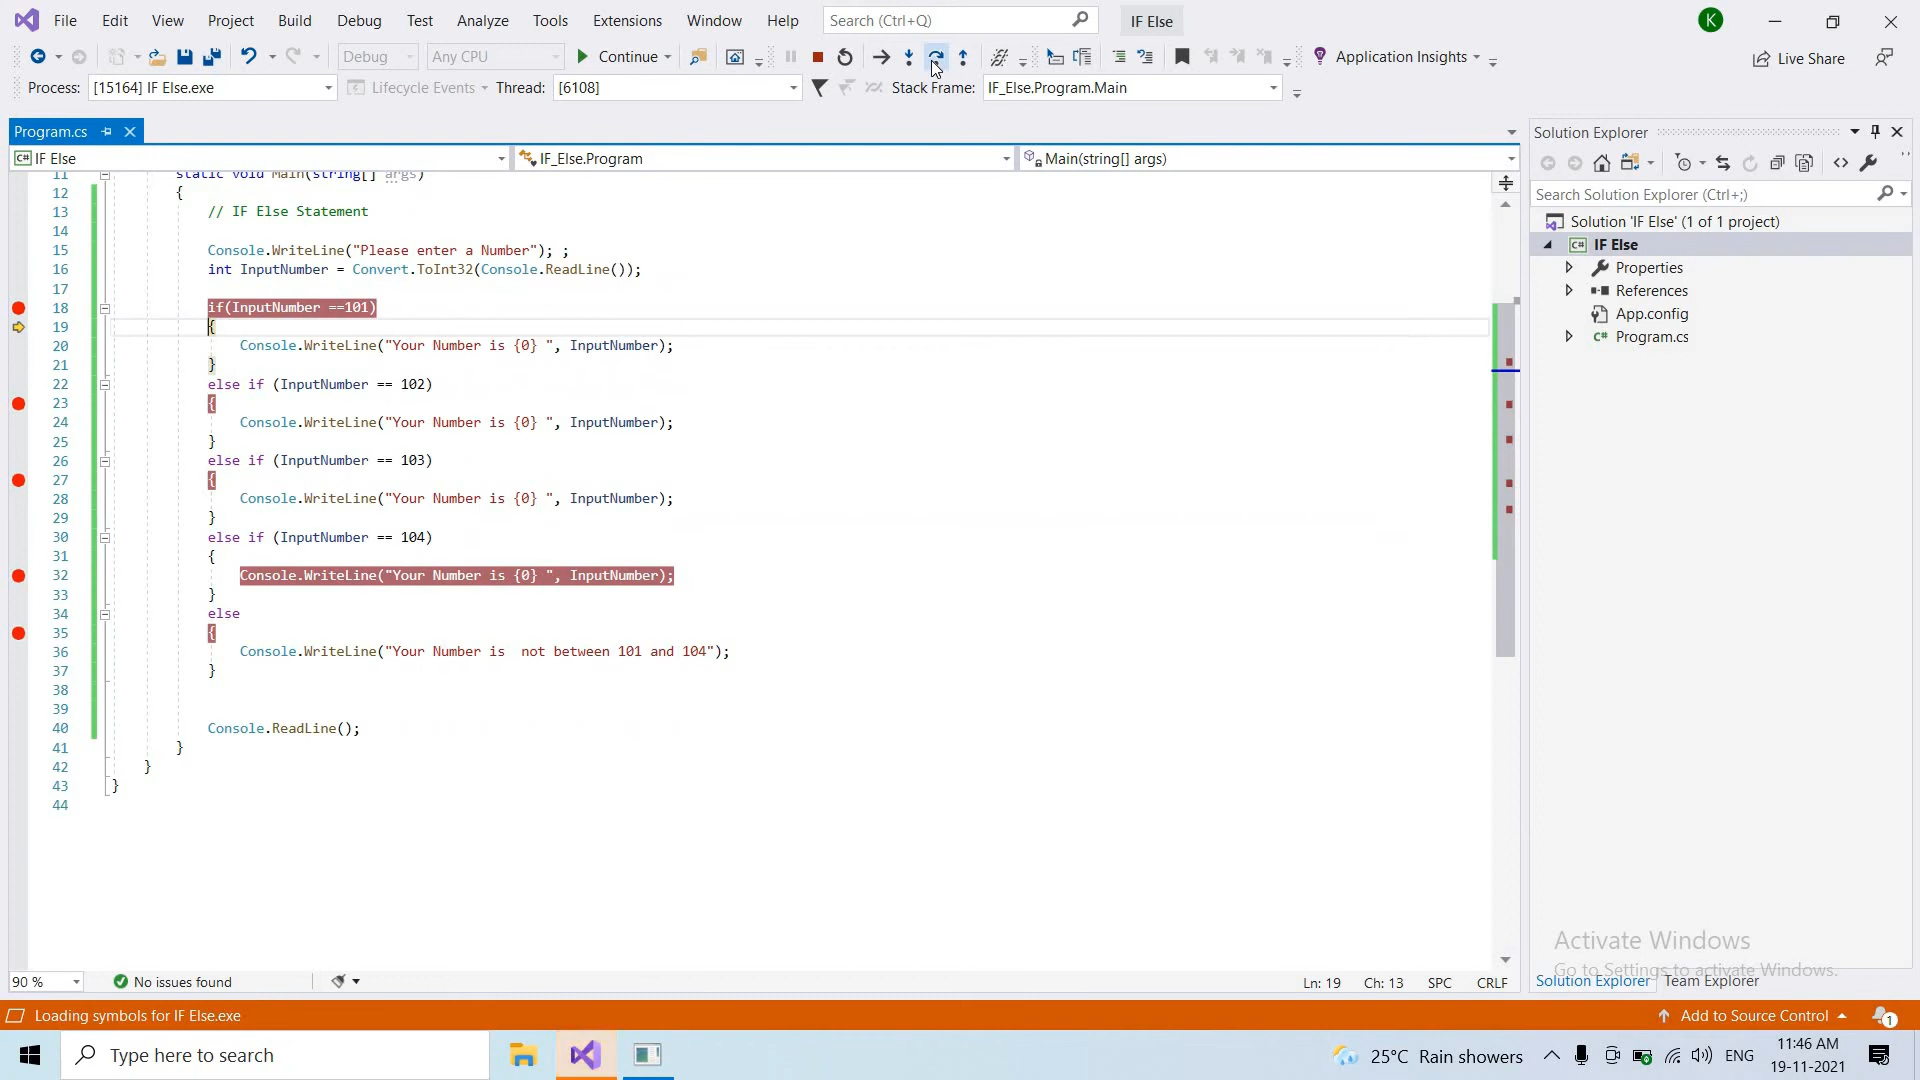 File Edit View Project Build Debug Test Analyze Tools Extensions Window Help Search (Ctrl+Q) IF Else K
Debug Any CPU Continue Application Insights Live Share
Process: [15164] IF Else.exe Lifecycle Events Thread: [6108] Stack Frame: IF_Else.Program.Main
Program.cs
C# IF Else IF_Else.Program Main(string[] args)
11 static void Main(string[] args)
12 {
13 // IF Else Statement
14
15 Console.WriteLine("Please enter a Number"); ;
16 int InputNumber = Convert.ToInt32(Console.ReadLine());
17
18 if(InputNumber ==101)
19 {
20 Console.WriteLine("Your Number is {0} ", InputNumber);
21 }
22 else if (InputNumber == 102)
23 {
24 Console.WriteLine("Your Number is {0} ", InputNumber);
25 }
26 else if (InputNumber == 103)
27 {
28 Console.WriteLine("Your Number is {0} ", InputNumber);
29 }
30 else if (InputNumber == 104)
31 {
32 Console.WriteLine("Your Number is {0} ", InputNumber);
33 }
34 else
35 {
36 Console.WriteLine("Your Number is  not between 101 and 104");
37 }
38
39
40 Console.ReadLine();
41 }
42 }
43 }
44
90 % No issues found Ln: 19 Ch: 13 SPC CRLF
Solution Explorer
Search Solution Explorer (Ctrl+;)
Solution 'IF Else' (1 of 1 project)
C# IF Else
Properties
References
App.config
C# Program.cs
Activate Windows
Go to Settings to activate Windows.
Solution Explorer Team Explorer
Loading symbols for IF Else.exe Add to Source Control 1
Type here to search 25°C Rain showers ENG 11:46 AM
19-11-2021